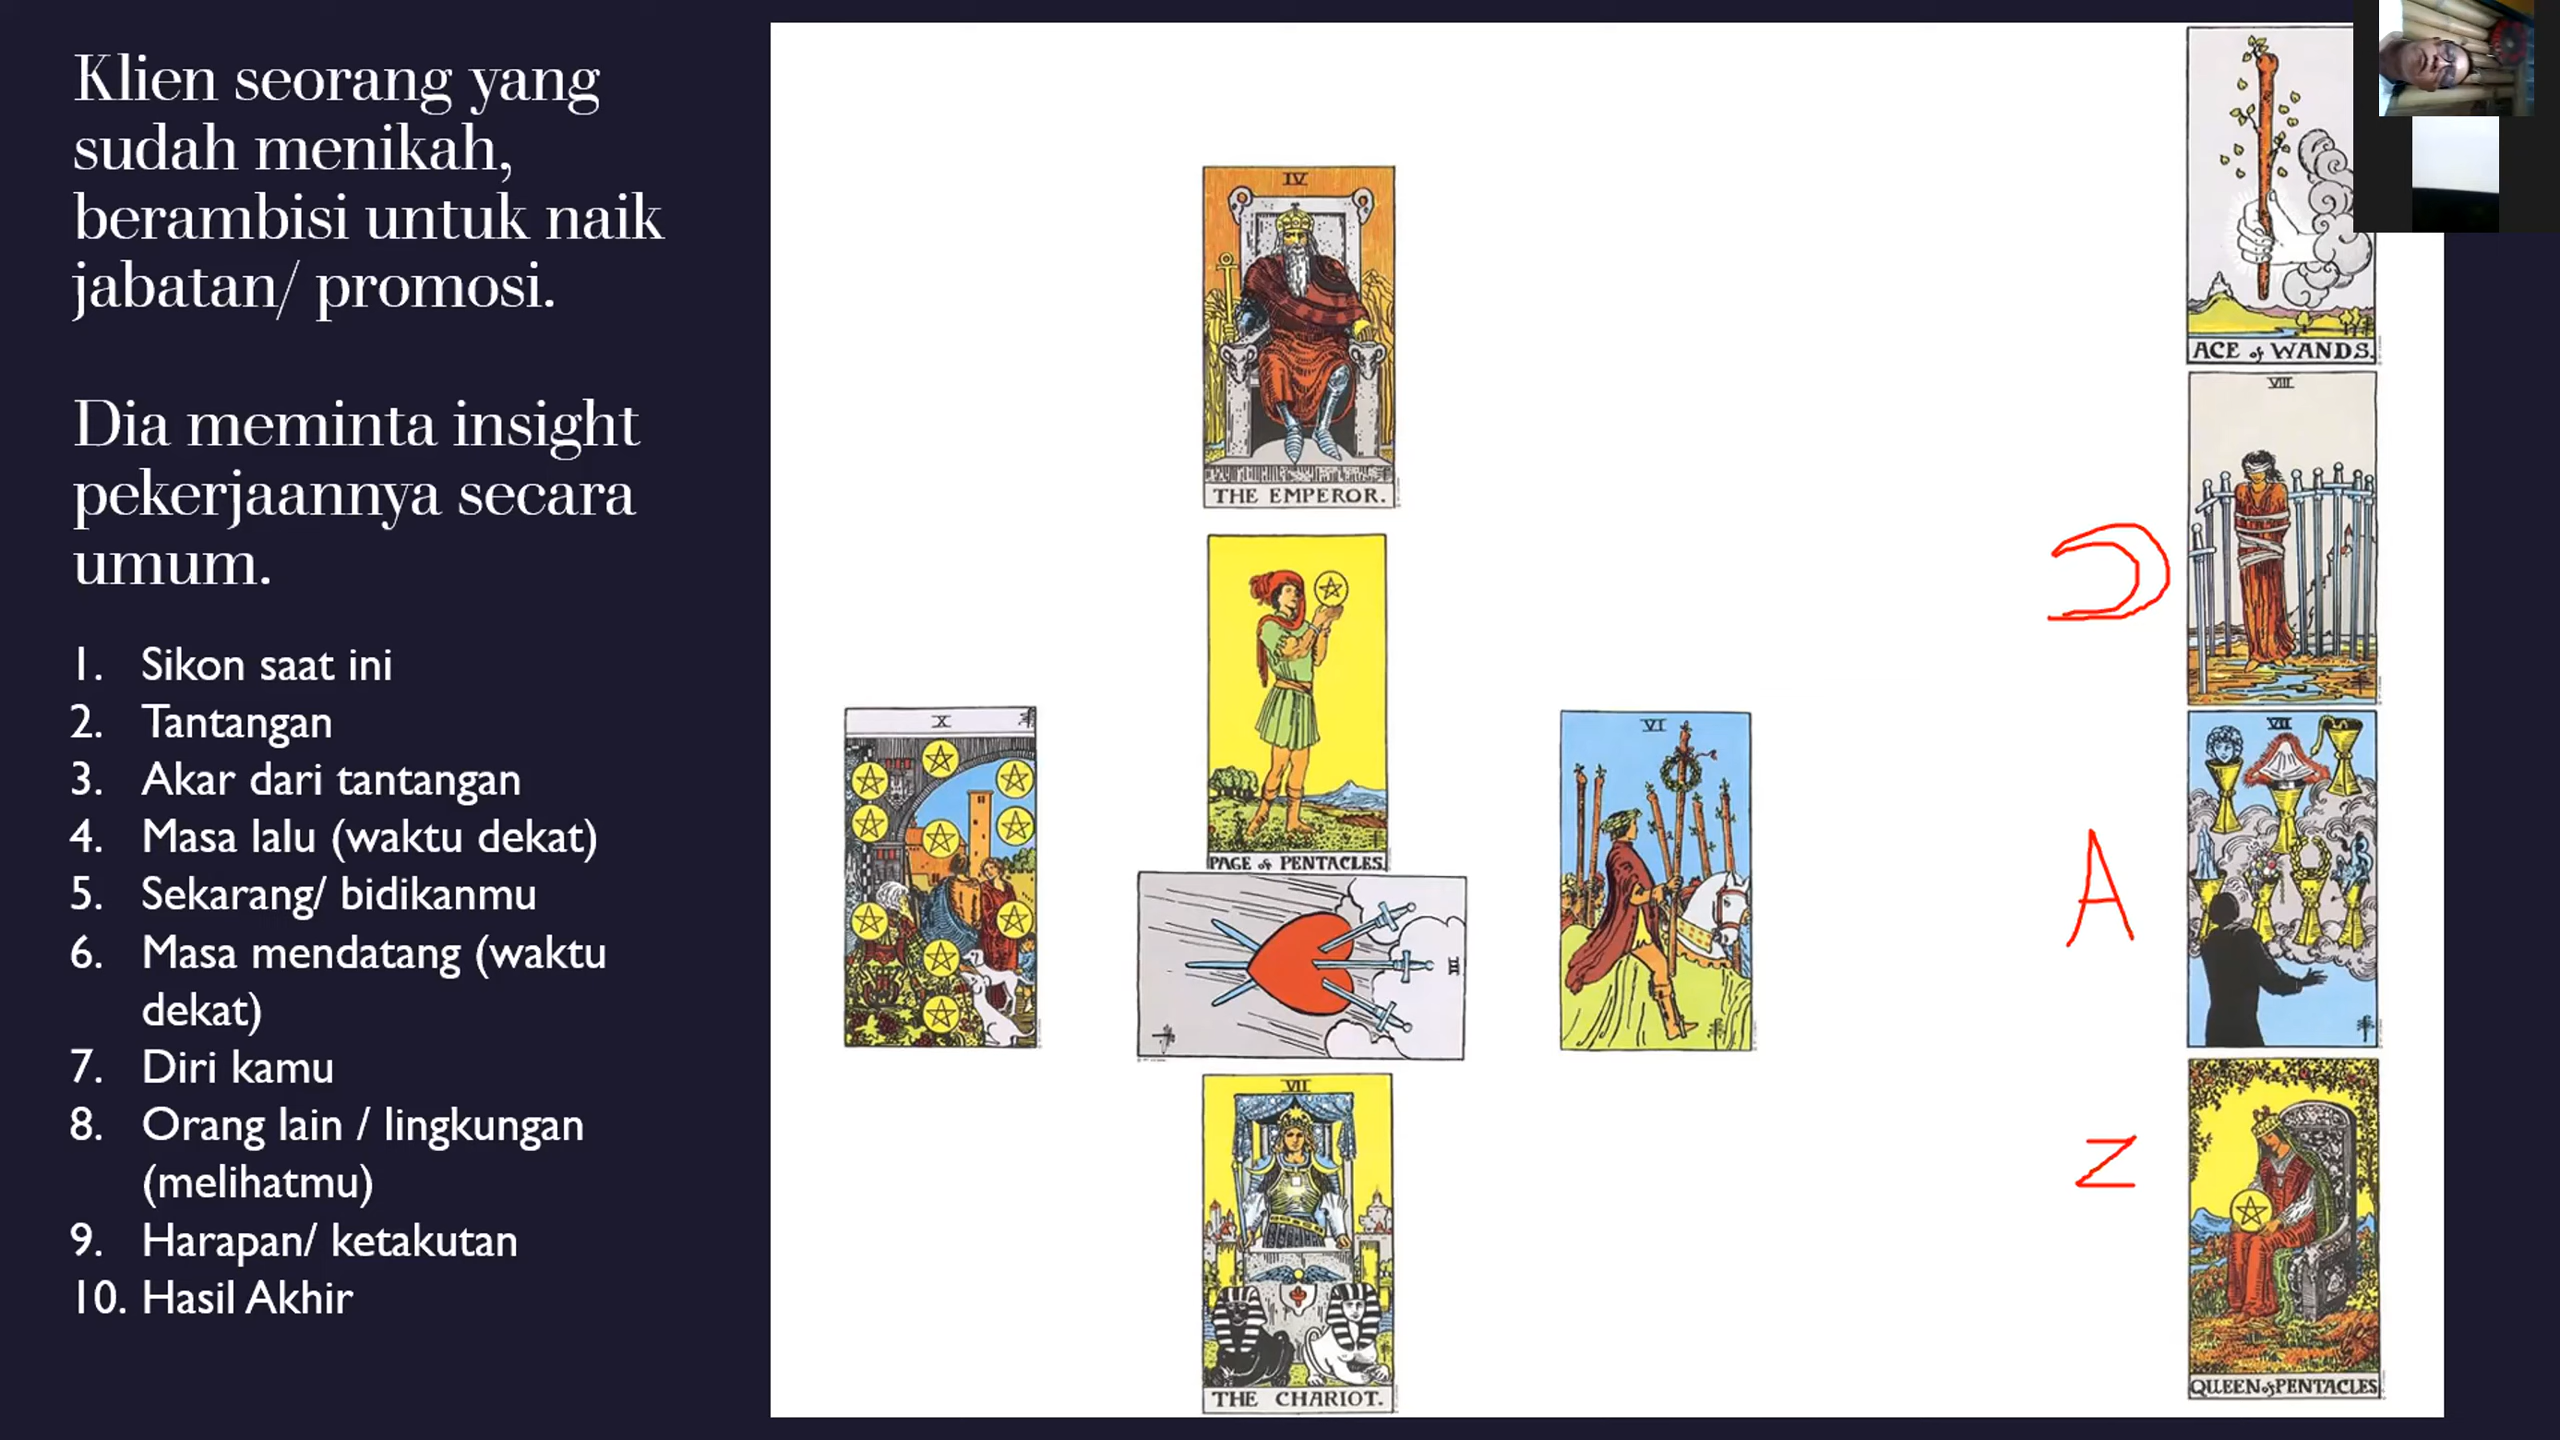 Klien seorang yang
sudah menikah,
berambisi untuk naik
jabatan/ promosi.
Dia meminta insight
pekerjaannya secara
umum.
1. Sikon saat ini
2. Tantangan
3. Akar dari tantangan
4. Masa lalu (waktu dekat)
5. Sekarang/ bidikanmu
6. Masa mendatang (waktu
dekat)
7. Diri kamu
8. Orang lain / lingkungan
(melihatmu)
9. Harapan/ ketakutan
10. Hasil Akhir
IV
THE EMPEROR.
PAGE of PENTACLES.
X
III
VI
VII
THE CHARIOT.
ACE of WANDS.
VIII
VII
QUEEN of PENTACLES
A
Z